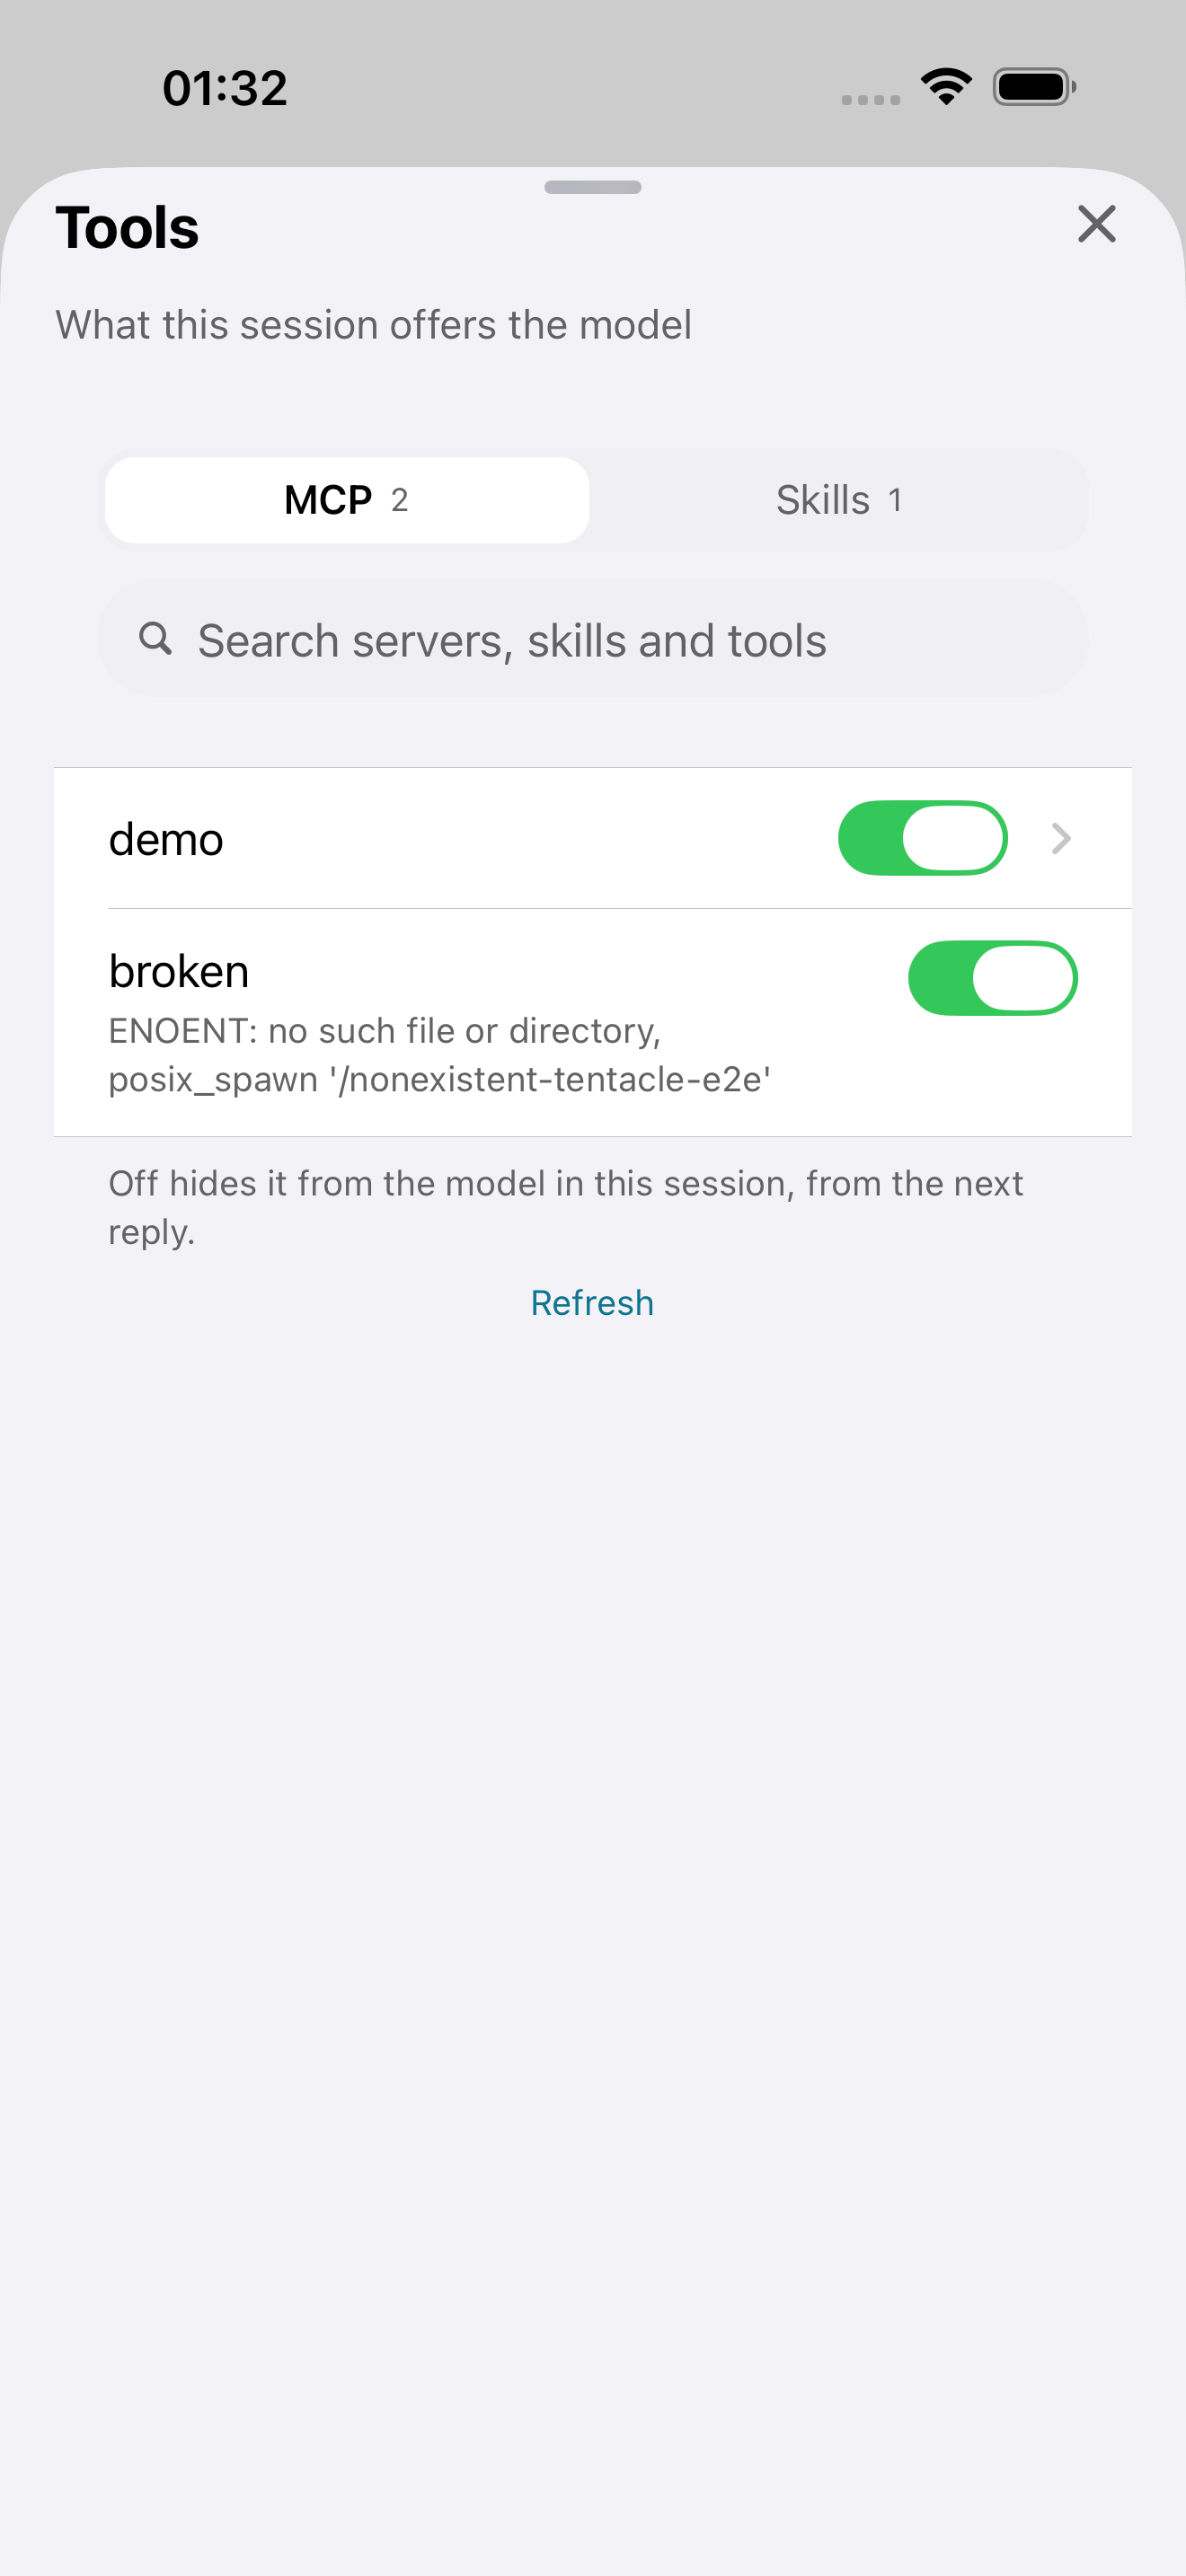 01:32
Tools
What this session offers the model
MCP 2
Skills 1
Search servers, skills and tools
demo
broken
ENOENT: no such file or directory,
posix_spawn '/nonexistent-tentacle-e2e'
Off hides it from the model in this session, from the next
reply.
Refresh